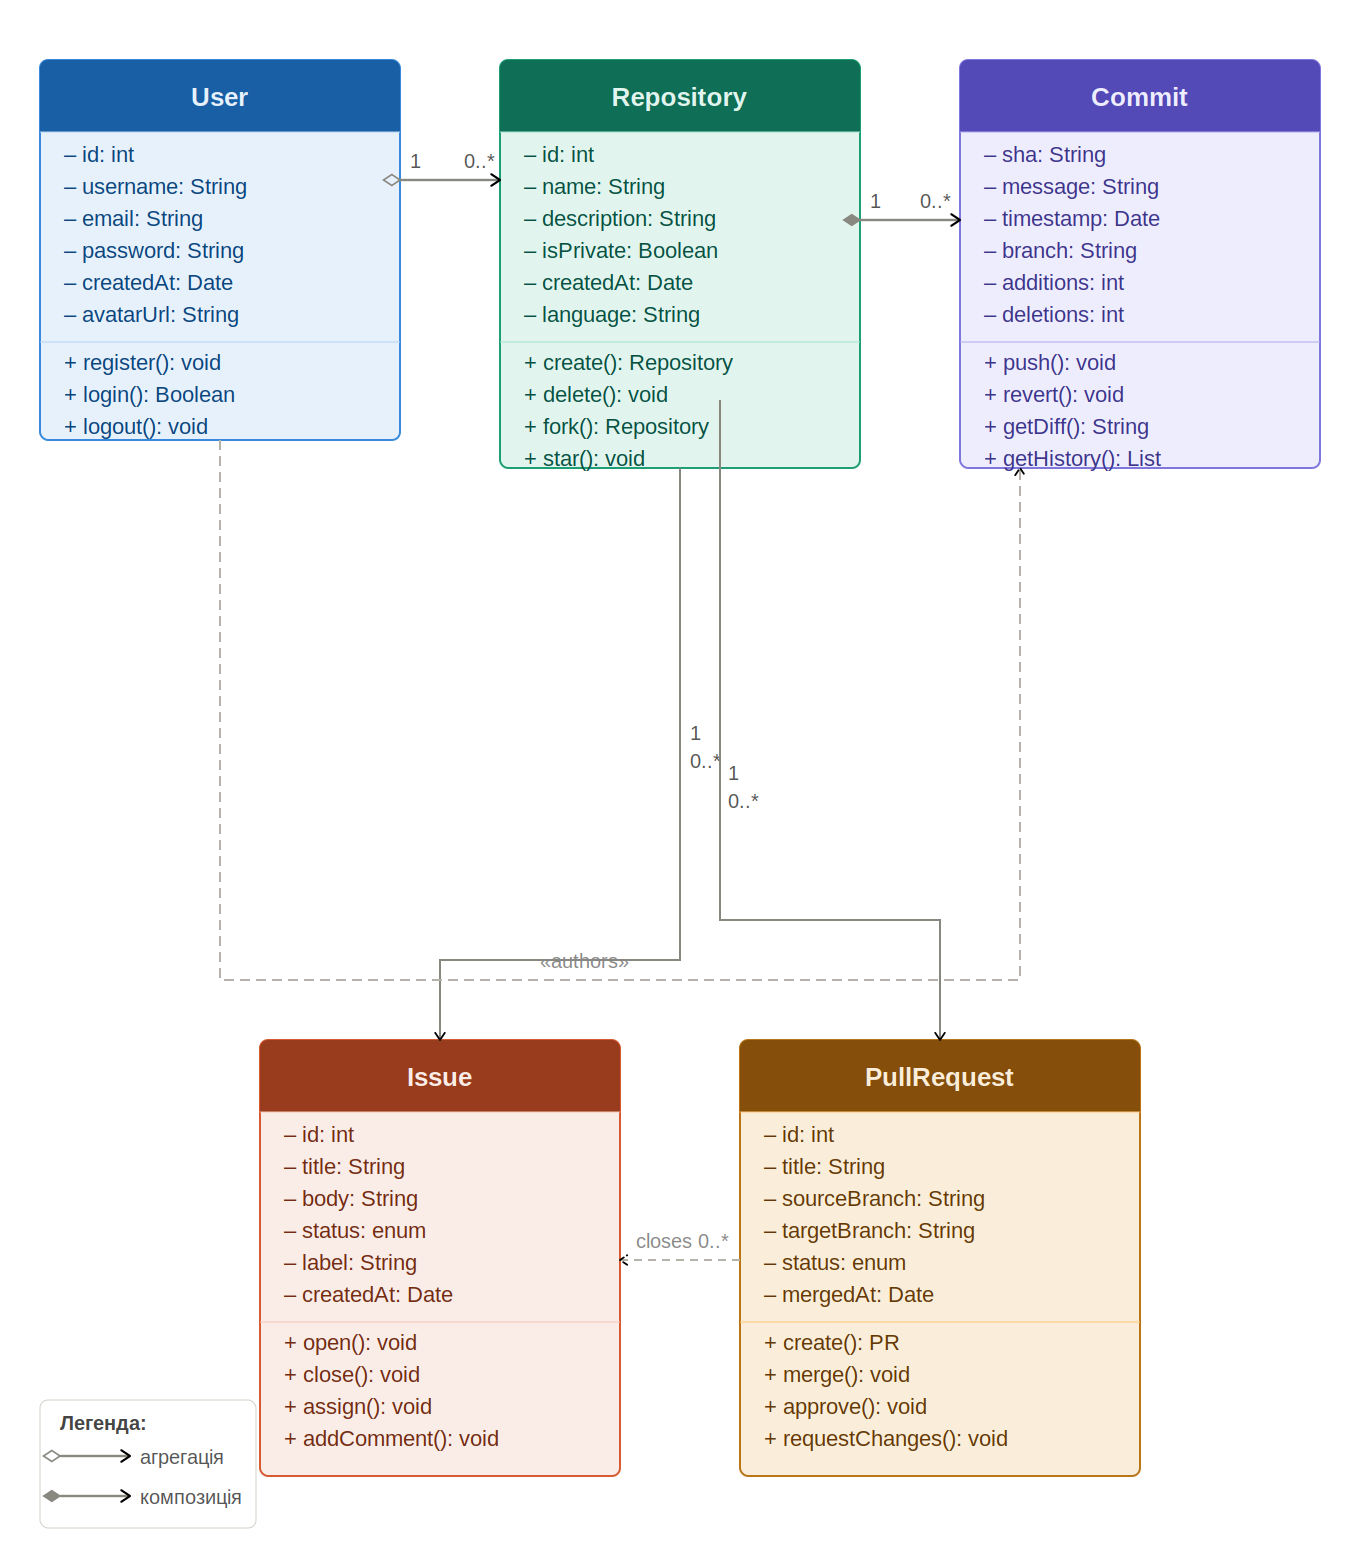 User
– id: int
– username: String
– email: String
– password: String
– createdAt: Date
– avatarUrl: String
+ register(): void
+ login(): Boolean
+ logout(): void
1
0..*
Repository
– id: int
– name: String
– description: String
– isPrivate: Boolean
– createdAt: Date
– language: String
+ create(): Repository
+ delete(): void
+ fork(): Repository
+ star(): void
1
0..*
Commit
– sha: String
– message: String
– timestamp: Date
– branch: String
– additions: int
– deletions: int
+ push(): void
+ revert(): void
+ getDiff(): String
+ getHistory(): List
1
0..*
1
0..*
«authors»
Issue
– id: int
– title: String
– body: String
– status: enum
– label: String
– createdAt: Date
+ open(): void
+ close(): void
+ assign(): void
+ addComment(): void
closes 0..*
PullRequest
– id: int
– title: String
– sourceBranch: String
– targetBranch: String
– status: enum
– mergedAt: Date
+ create(): PR
+ merge(): void
+ approve(): void
+ requestChanges(): void
Легенда:
агрегація
композиція